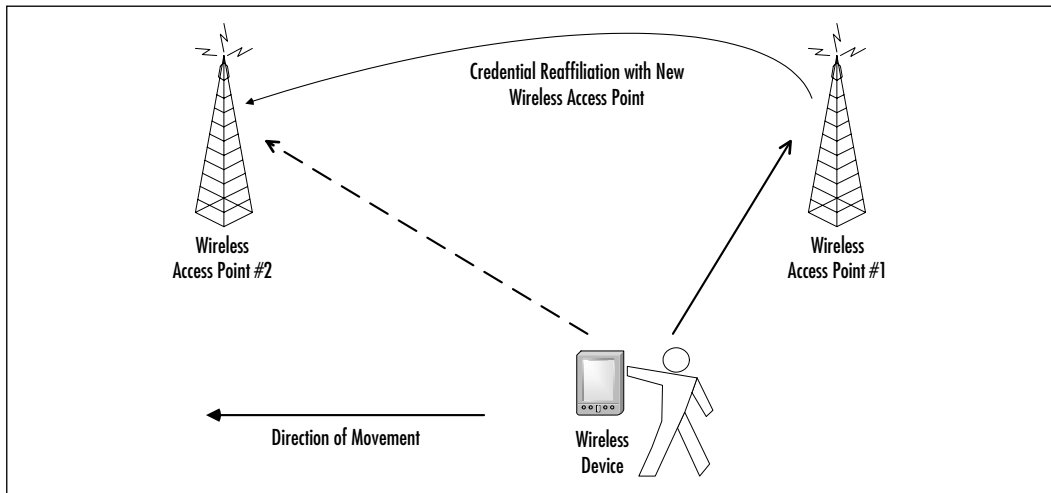 Credential Reaffiliation with New
Wireless Access Point
Wireless
Access Point #2
Wireless
Access Point #1
Direction of Movement
Wireless
Device